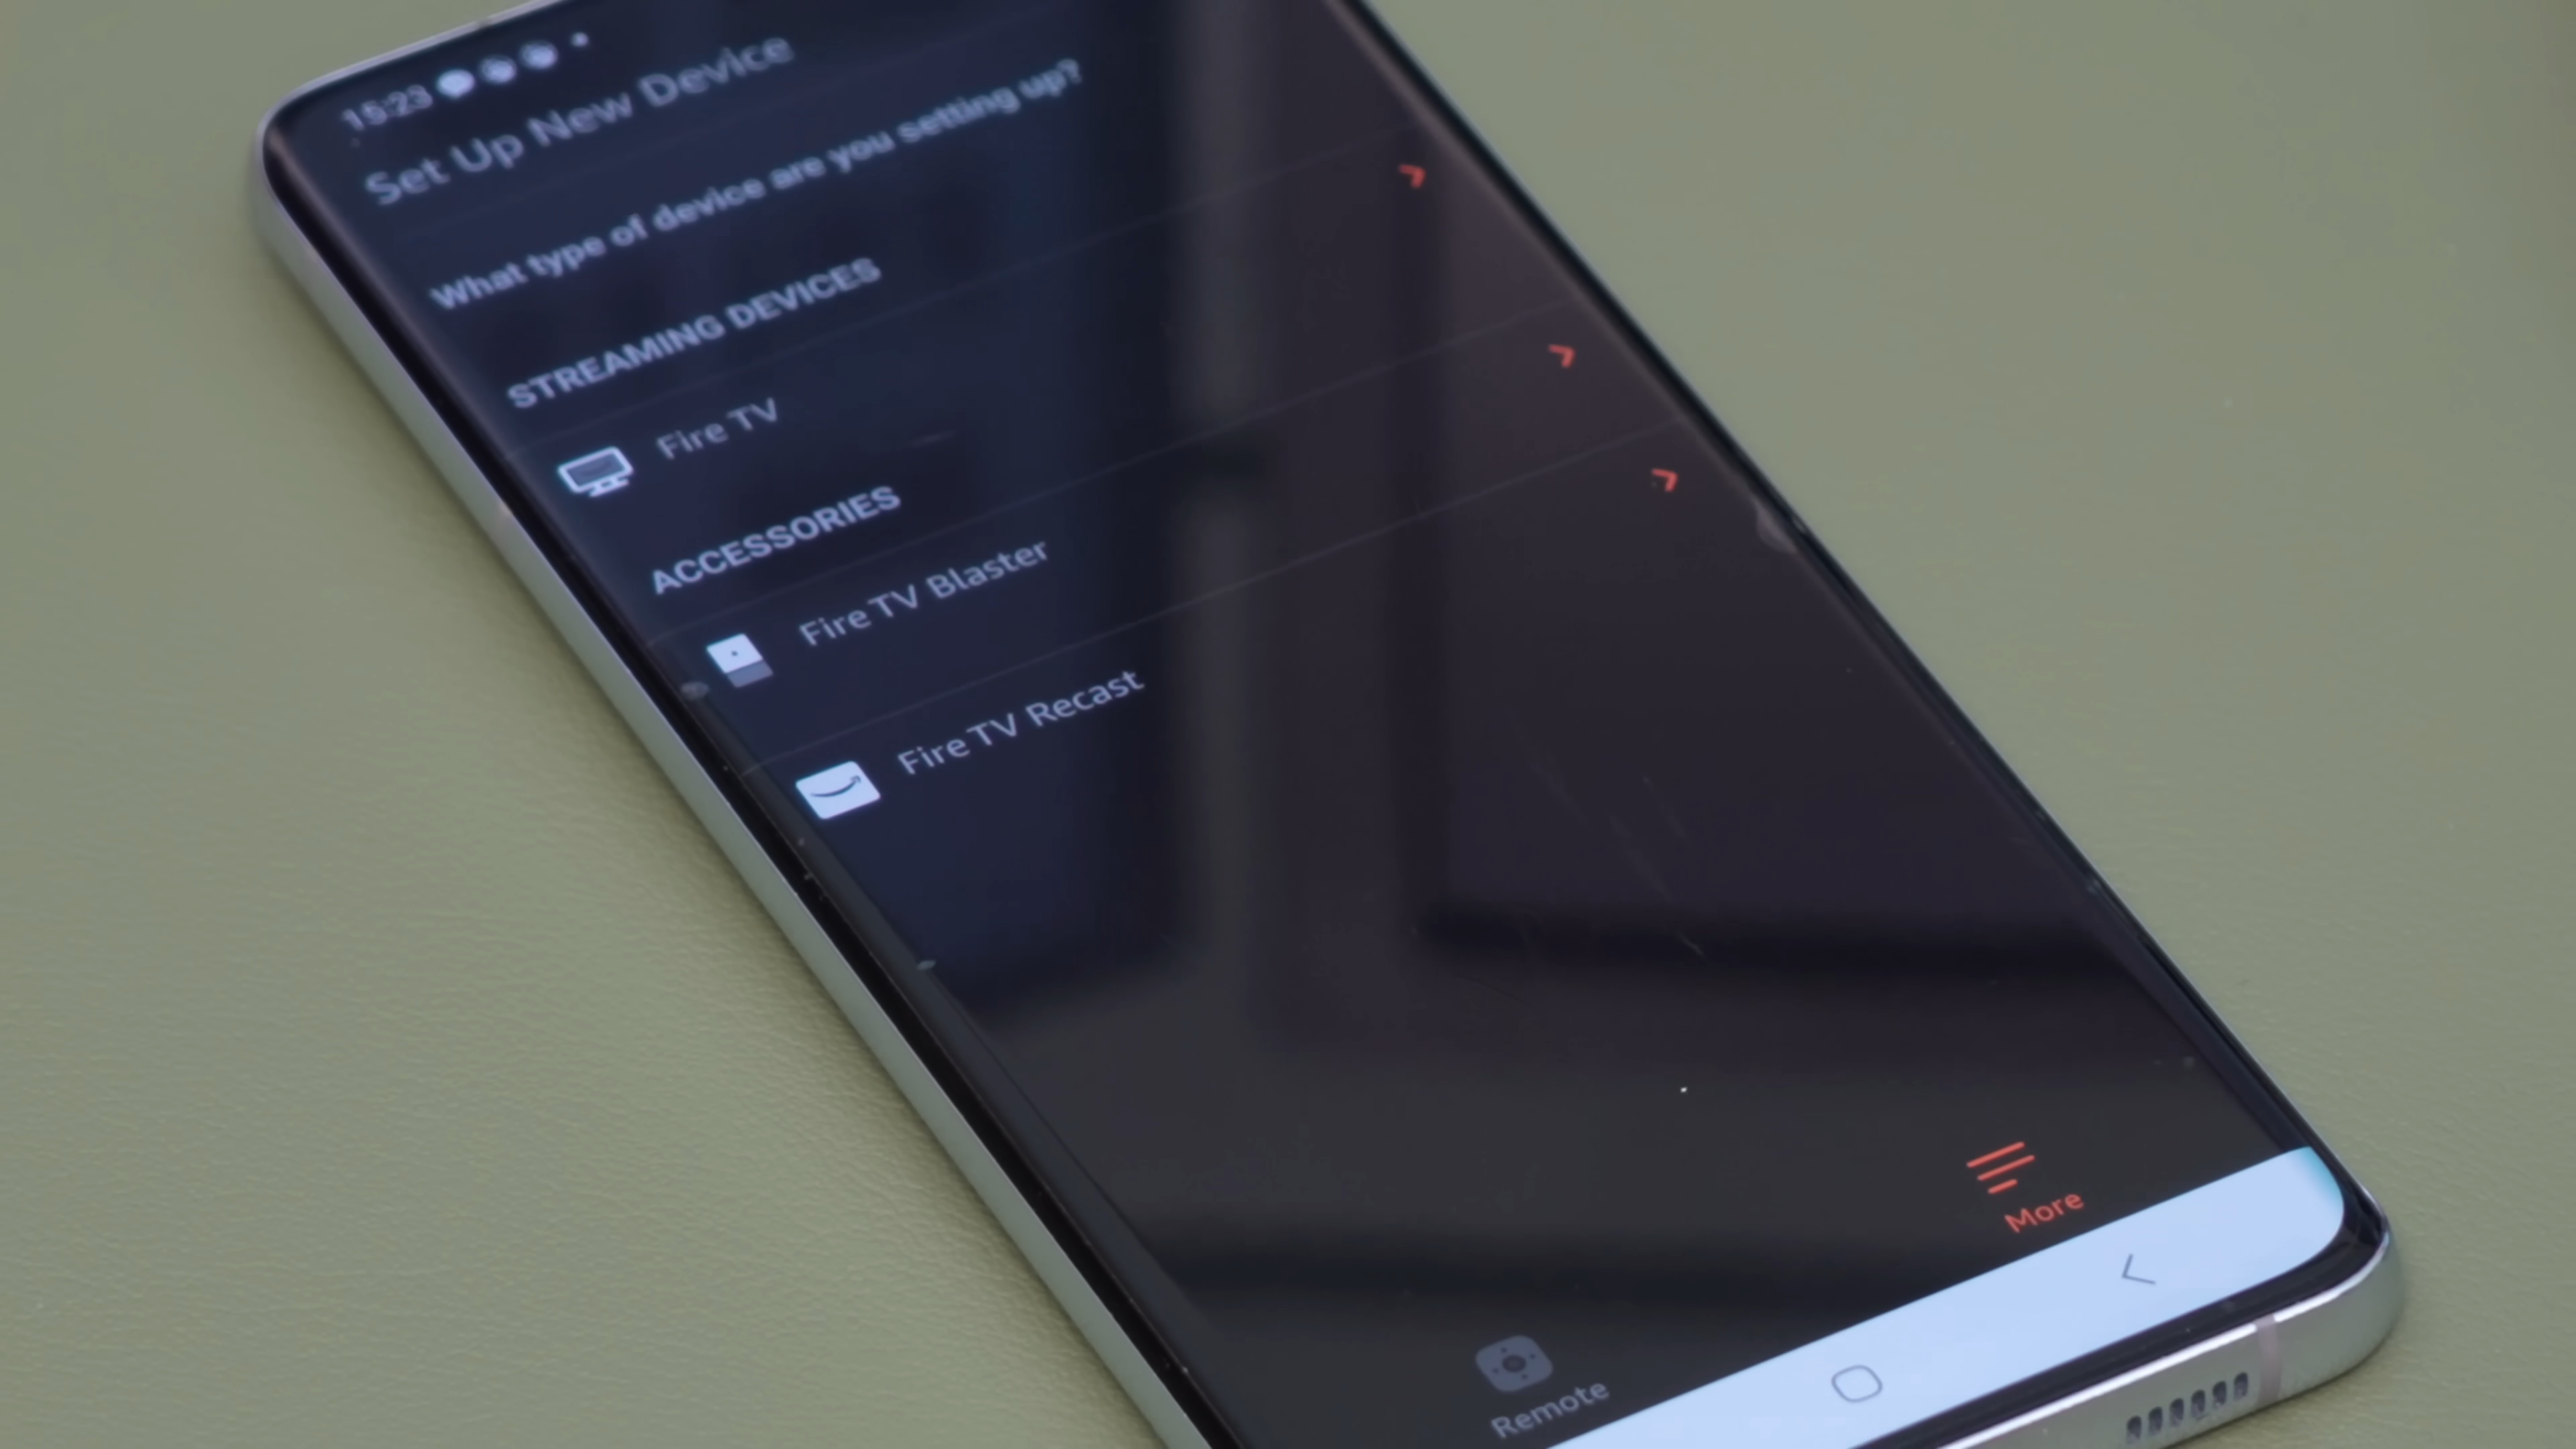 15:23
Set Up New Device
What type of device are you setting up?
STREAMING DEVICES
Fire TV
ACCESSORIES
Fire TV Blaster
Fire TV Recast
Remote
More